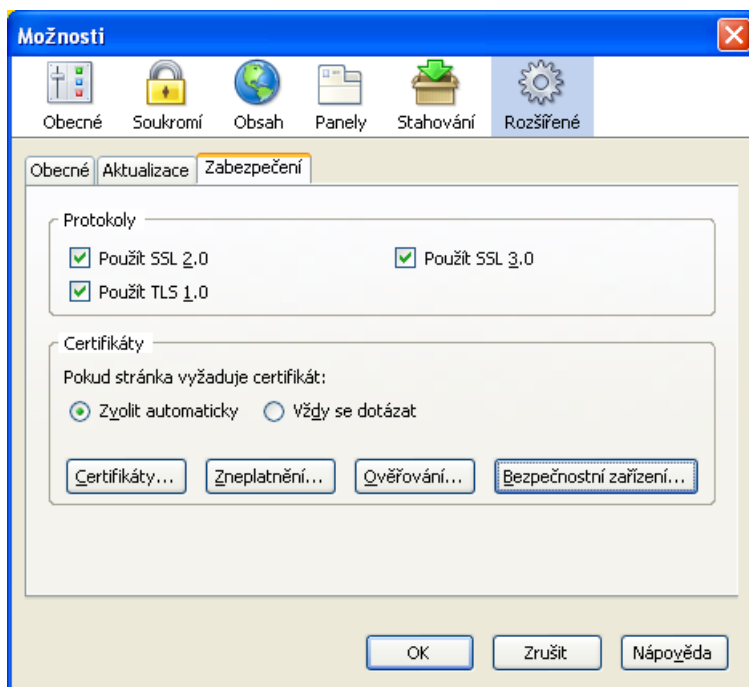 Možnosti
Obecné Soukromí Obsah Panely Stahování Rozšířené
Obecné Aktualizace Zabezpečení
Protokoly
Použít SSL 2.0 Použít SSL 3.0
Použít TLS 1.0
Certifikáty
Pokud stránka vyžaduje certifikát:
Zvolit automaticky Vždy se dotázat
Certifikáty... Zneplatnění... Ověřování... Bezpečnostní zařízení...
OK Zrušit Nápověda